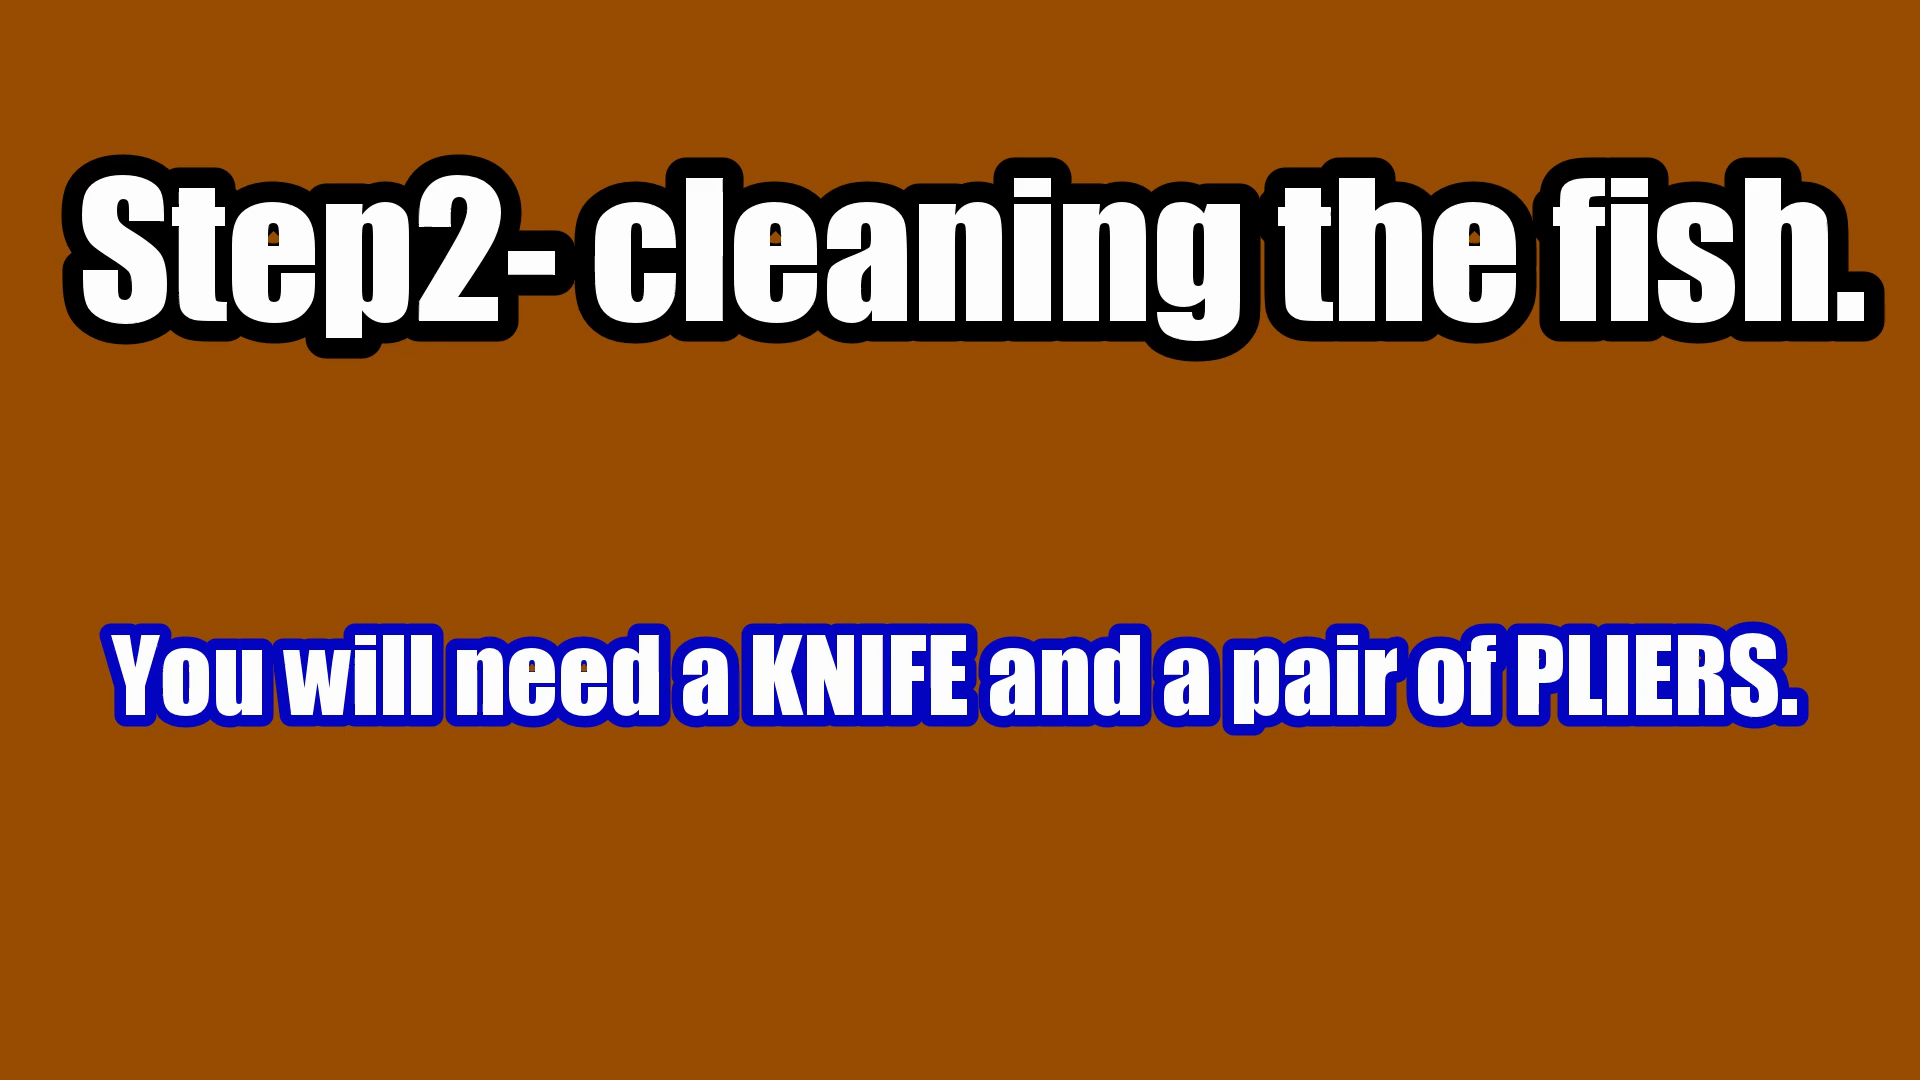 Step2- cleaning the fish.
You will need a KNIFE and a pair of PLIERS.